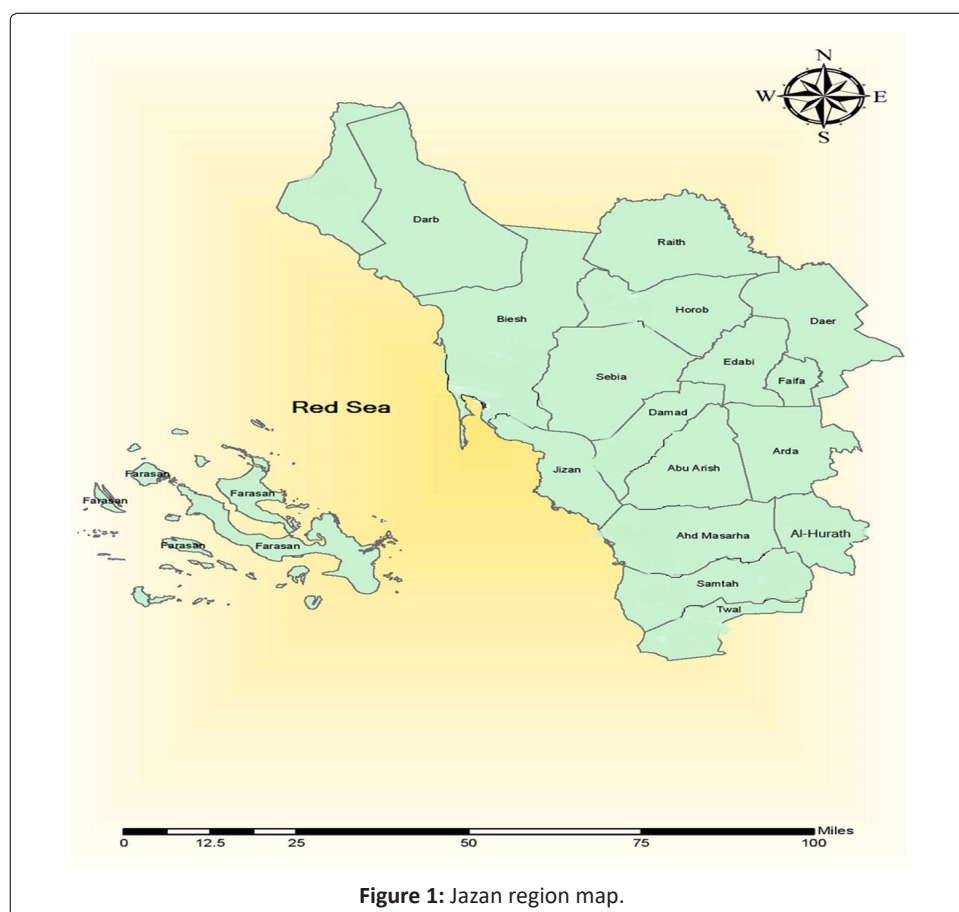 N
W E
S
Darb
Raith
Horob
Biesh
Daer
Edabi
Sebia
Faifa
Red Sea
Damad
Jizan
Abu Arish
Arda
Farasan
Farasan
Farasan
Ahd Masarha
Al-Hurath
Farasan
Farasan
Samtah
Twal
Miles
0 12.5 25 50 75 100
Figure 1: Jazan region map.